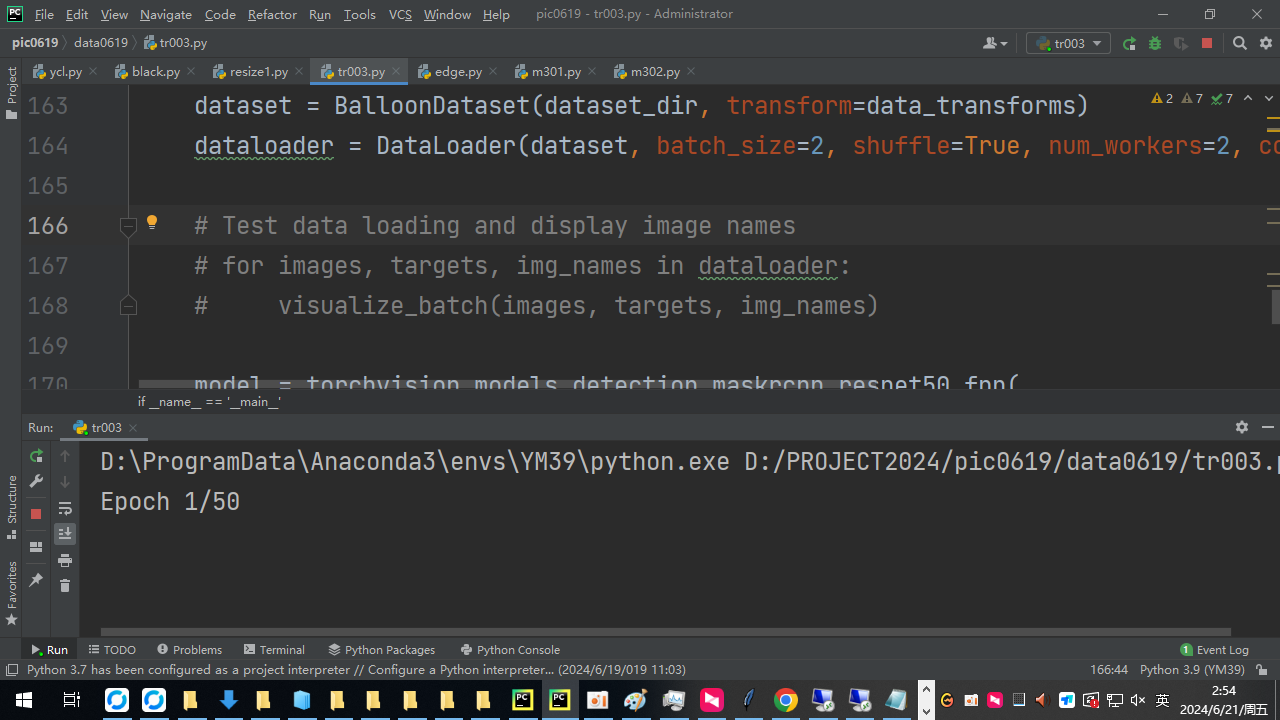 File Edit View Navigate Code Refactor Run Tools VCS Window Help pic0619 - tr003.py - Administrator
pic0619 data0619 tr003.py tr003
ycl.py black.py resize1.py tr003.py edge.py m301.py m302.py
Project
163 dataset = BalloonDataset(dataset_dir, transform=data_transforms) 2 7 7
164 dataloader = DataLoader(dataset, batch_size=2, shuffle=True, num_workers=2, co
165
166 # Test data loading and display image names
167 # for images, targets, img_names in dataloader:
168 #     visualize_batch(images, targets, img_names)
169
170 model = torchvision.models.detection.maskrcnn_resnet50_fpn(
if __name__ == '__main__'
Run: tr003
D:\ProgramData\Anaconda3\envs\YM39\python.exe D:/PROJECT2024/pic0619/data0619/tr003.p
Epoch 1/50
Structure
Favorites
Run TODO Problems Terminal Python Packages Python Console 1 Event Log
Python 3.7 has been configured as a project interpreter // Configure a Python interpreter... (2024/6/19/019 11:03) 166:44 Python 3.9 (YM39)
英 2:54
2024/6/21/周五